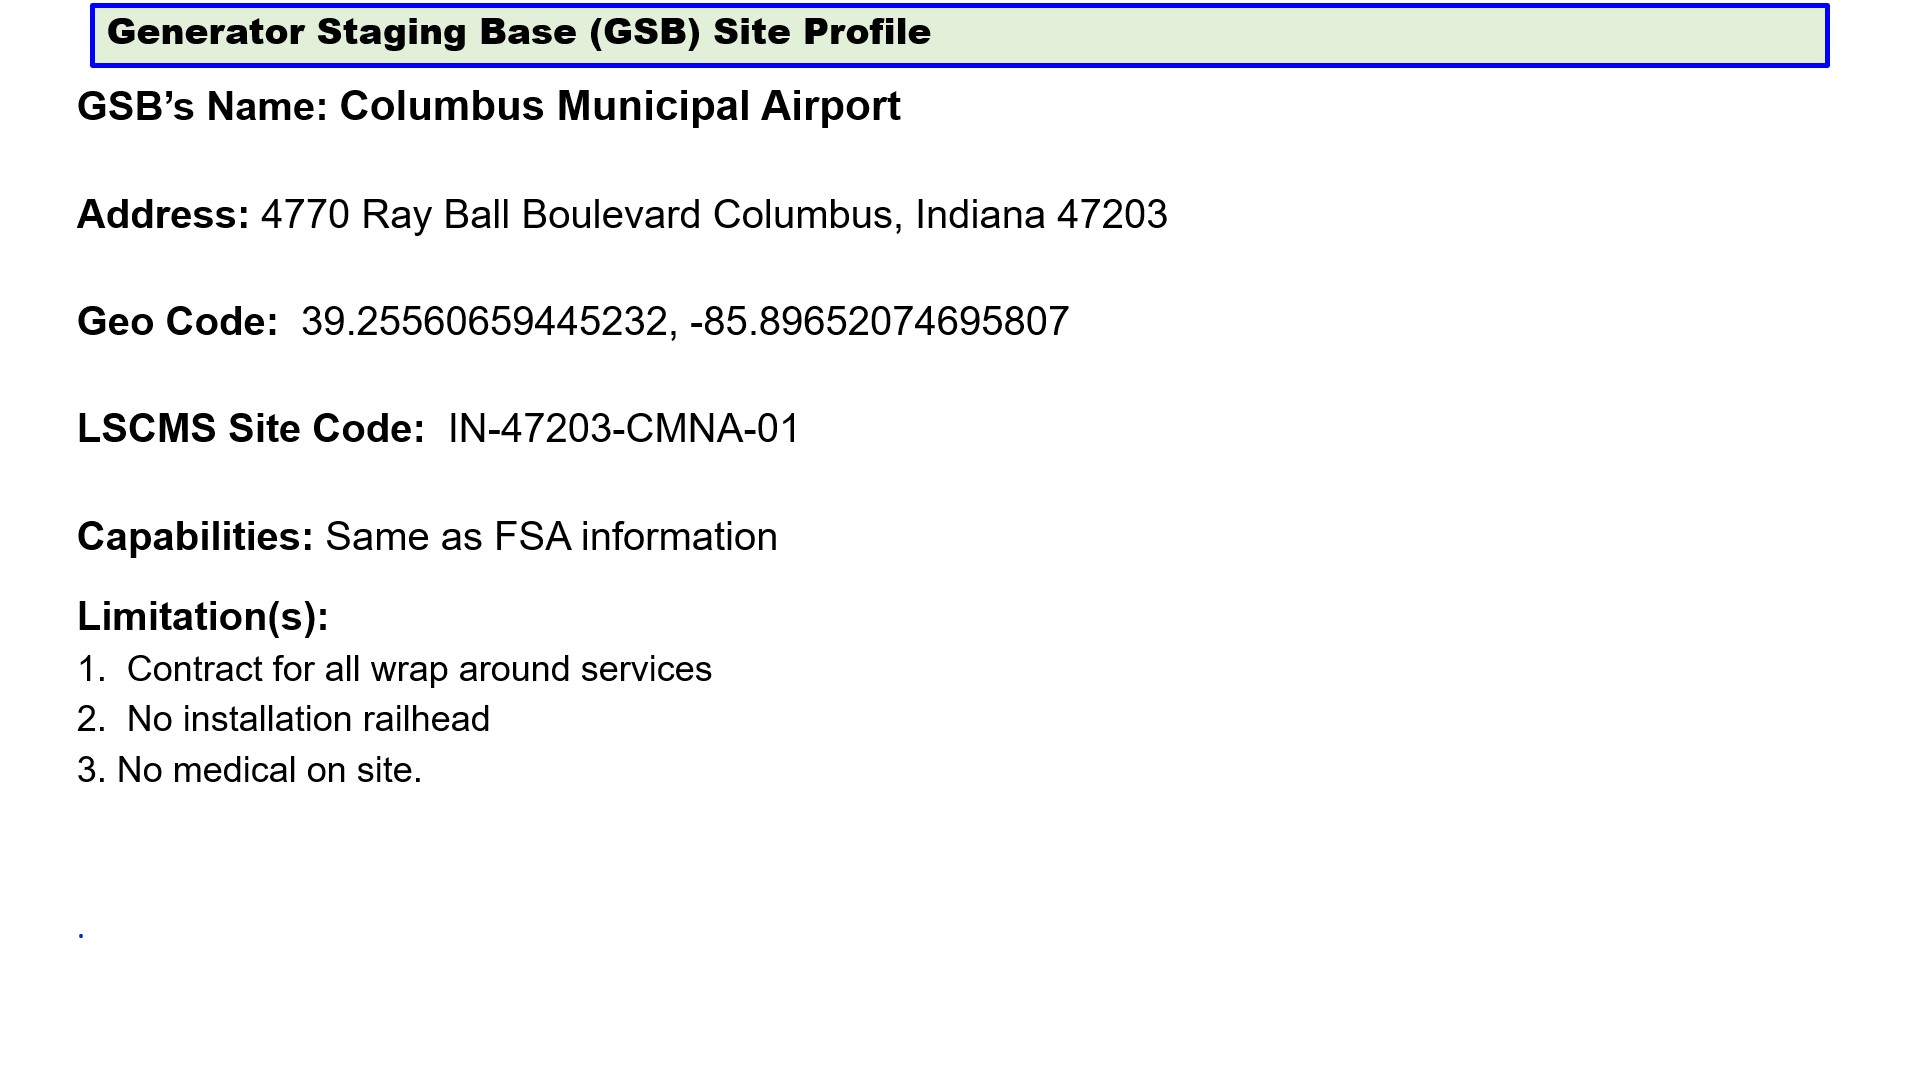 Generator Staging Base (GSB) Site Profile
GSB’s Name: Columbus Municipal Airport
Address: 4770 Ray Ball Boulevard Columbus, Indiana 47203
Geo Code:  39.25560659445232, -85.89652074695807
LSCMS Site Code:  IN-47203-CMNA-01
Capabilities: Same as FSA information
Limitation(s):
1.  Contract for all wrap around services
2.  No installation railhead
3. No medical on site.
.